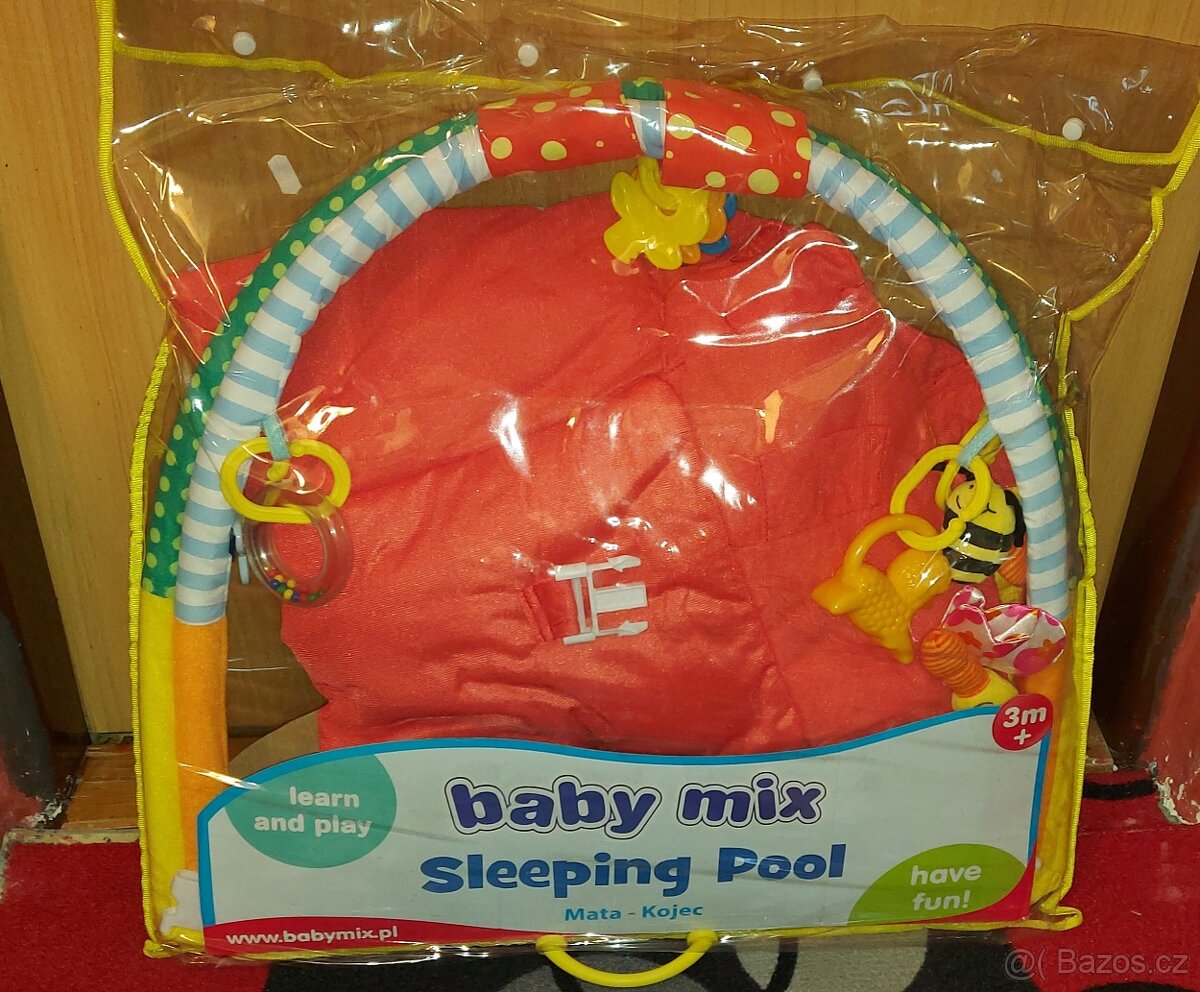 3m
+
learn
and play
baby mix
Sleeping Pool
Mata - Kojec
have
fun!
www.babymix.pl
@( Bazos.cz